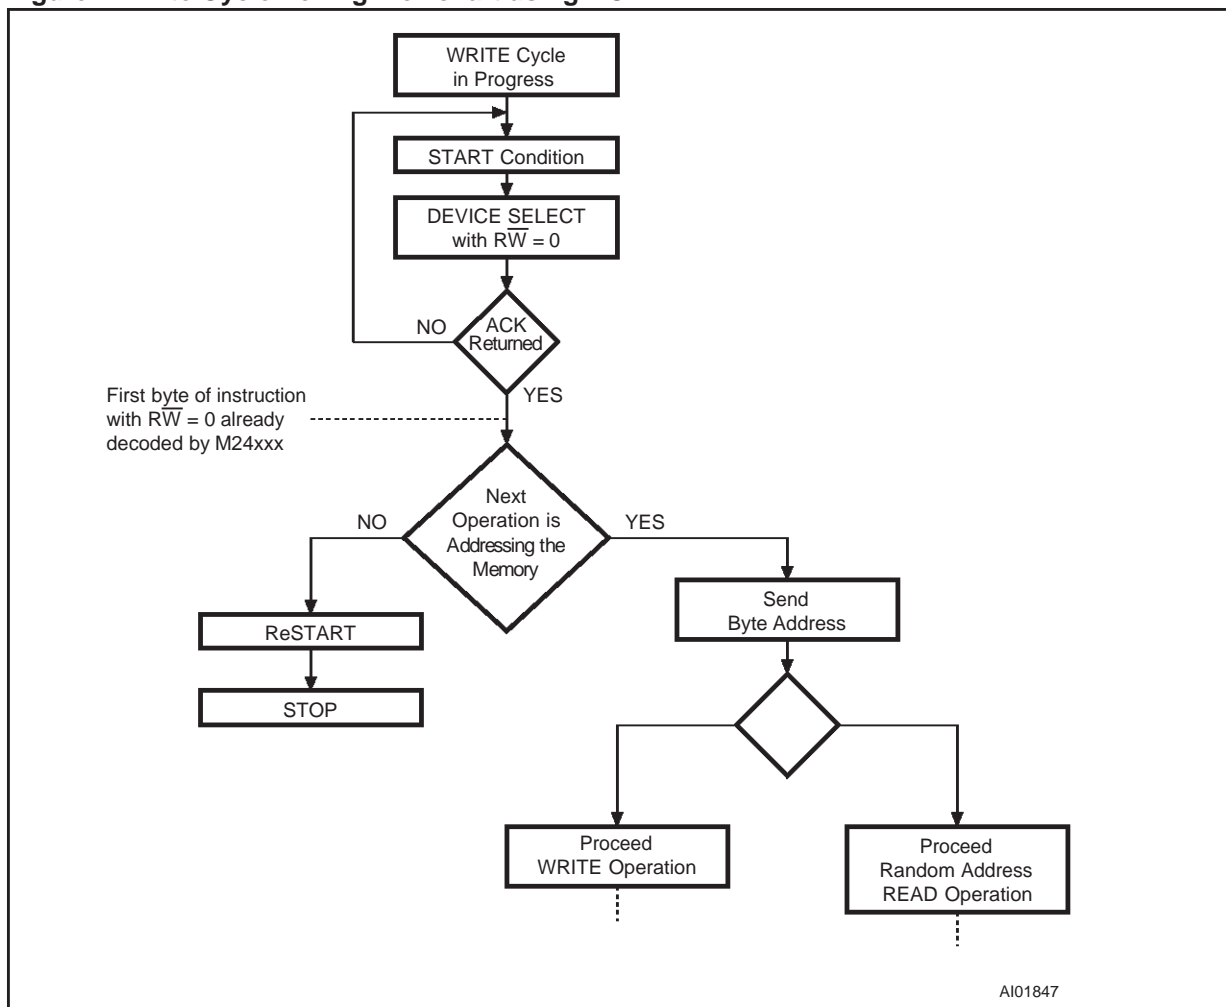 WRITE Cycle
in Progress
START Condition
DEVICE SELECT
with RW̅ = 0
NO
ACK
Returned
YES
First byte of instruction
with RW̅ = 0 already
decoded by M24xxx
NO
Next
Operation is
Addressing the
Memory
YES
Send
Byte Address
ReSTART
STOP
Proceed
WRITE Operation
Proceed
Random Address
READ Operation
AI01847